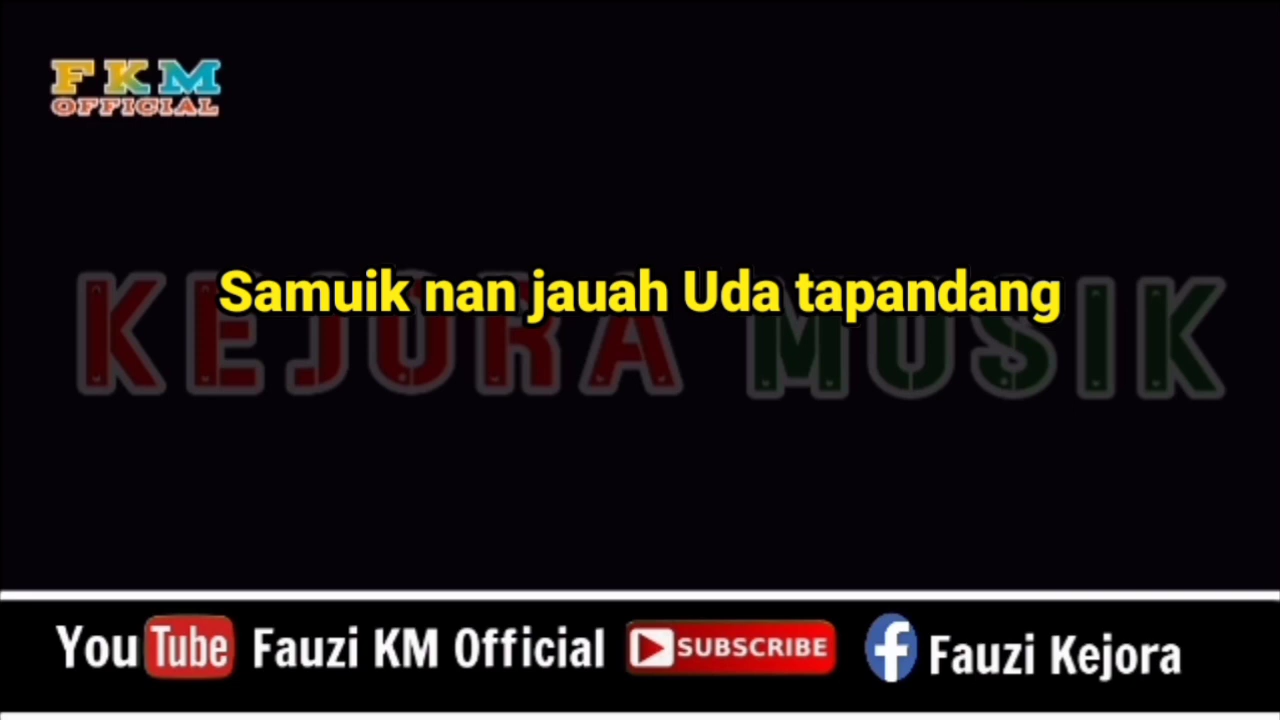 FKM
OFFICIAL
Samuik nan jauah Uda tapandang
KEJORA MUSIK
YouTube Fauzi KM Official SUBSCRIBE f Fauzi Kejora